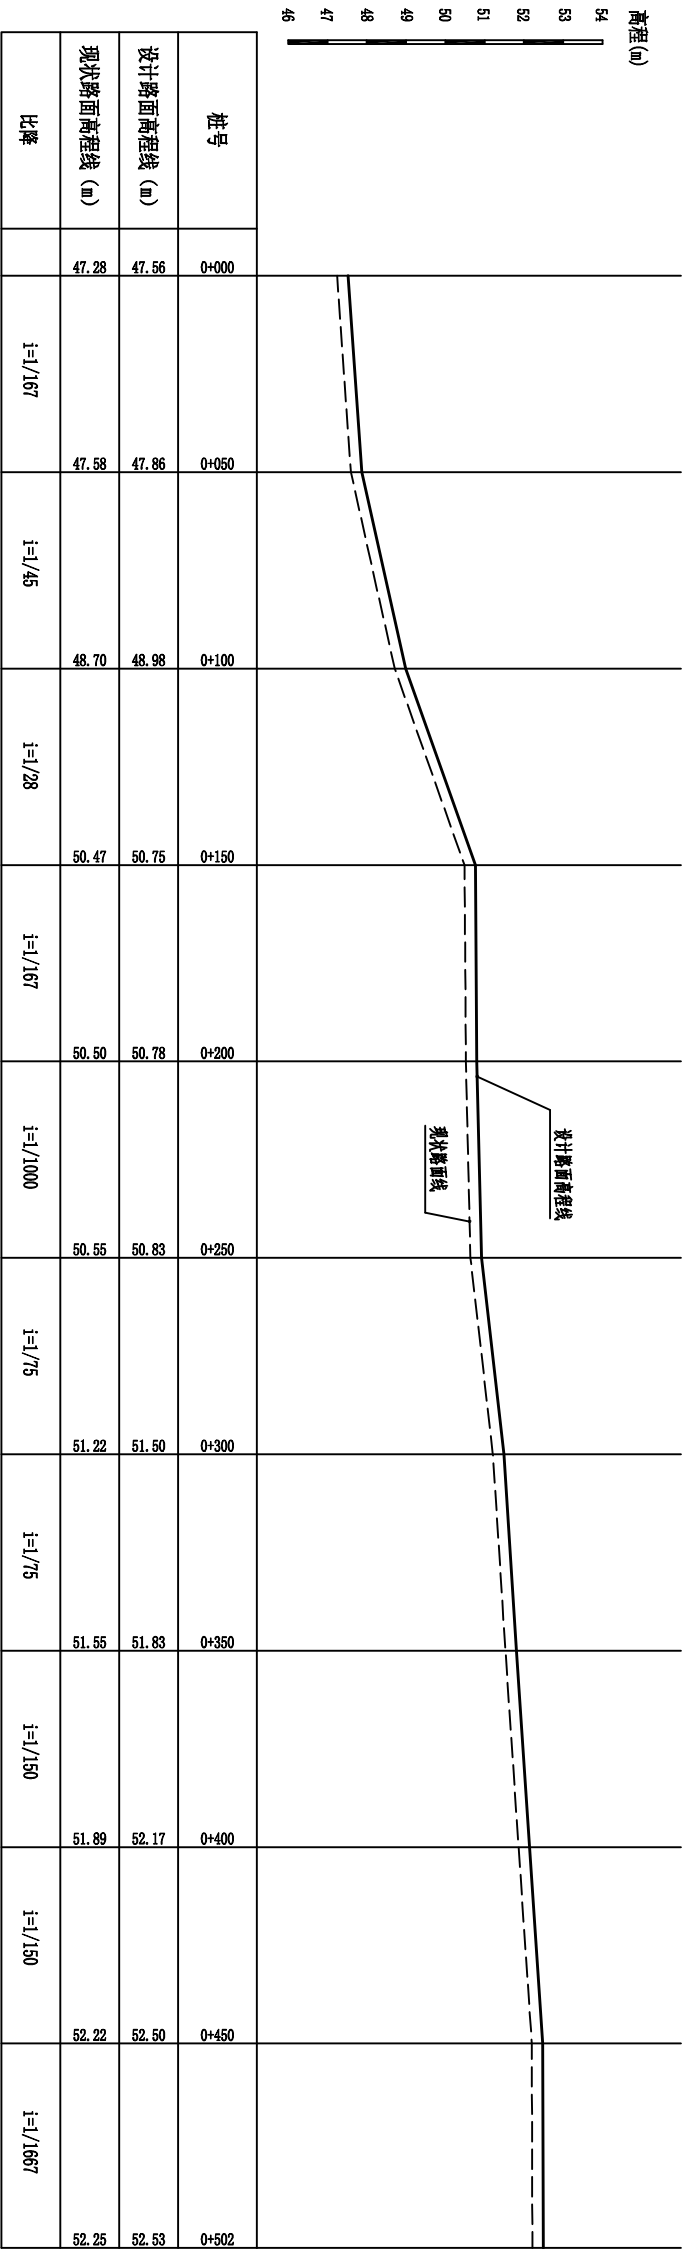 高程(m)
54
53
52
51
50
49
48
47
46
设计路面高程线
现状路面线
桩号 0+000 0+050 0+100 0+150 0+200 0+250 0+300 0+350 0+400 0+450 0+502
设计路面高程线（m） 47.56 47.86 48.98 50.75 50.78 50.83 51.50 51.83 52.17 52.50 52.53
现状路面高程线（m） 47.28 47.58 48.70 50.47 50.50 50.55 51.22 51.55 51.89 52.22 52.25
比降 i=1/167 i=1/45 i=1/28 i=1/167 i=1/1000 i=1/75 i=1/75 i=1/150 i=1/150 i=1/1667